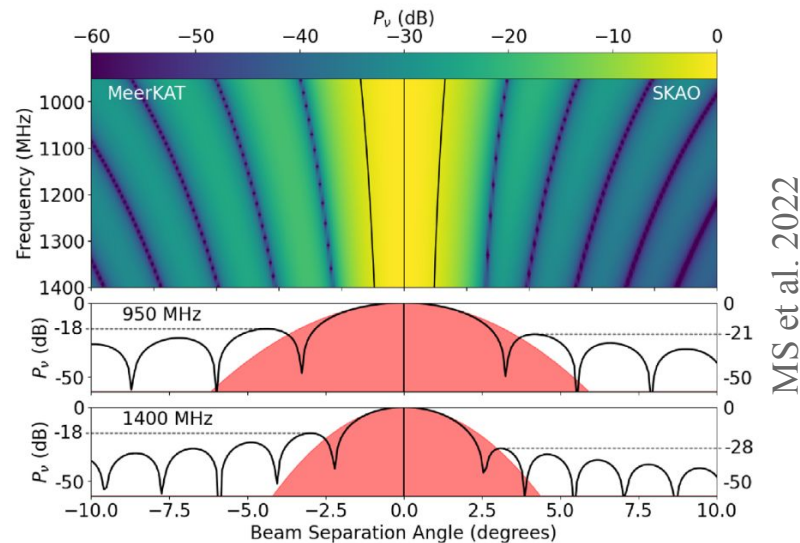 P_ν (dB)
−60 −50 −40 −30 −20 −10 0
MeerKAT SKAO
Frequency (MHz)
1000
1100
1200
1300
1400
950 MHz
P_ν (dB)
0
-18
-50
0
-21
-50
1400 MHz
P_ν (dB)
0
-18
-50
0
-28
-50
−10.0 −7.5 −5.0 −2.5 0.0 2.5 5.0 7.5 10.0
Beam Separation Angle (degrees)
MS et al. 2022